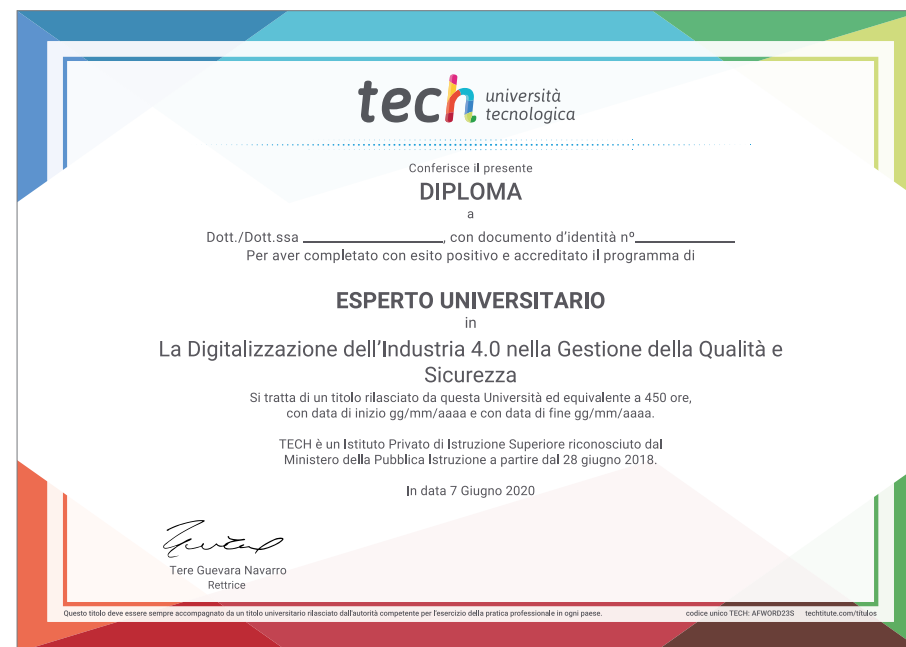 tech università
tecnologica
Conferisce il presente
DIPLOMA
a
Dott./Dott.ssa ____________________, con documento d'identità nº______________
Per aver completato con esito positivo e accreditato il programma di
ESPERTO UNIVERSITARIO
in
La Digitalizzazione dell'Industria 4.0 nella Gestione della Qualità e
Sicurezza
Si tratta di un titolo rilasciato da questa Università ed equivalente a 450 ore,
con data di inizio gg/mm/aaaa e con data di fine gg/mm/aaaa.
TECH è un Istituto Privato di Istruzione Superiore riconosciuto dal
Ministero della Pubblica Istruzione a partire dal 28 giugno 2018.
In data 7 Giugno 2020
Tere Guevara Navarro
Rettrice
Questo titolo deve essere sempre accompagnato da un titolo universitario rilasciato dall'autorità competente per l'esercizio della pratica professionale in ogni paese. codice unico TECH: AFWORD23S techtitute.com/títulos